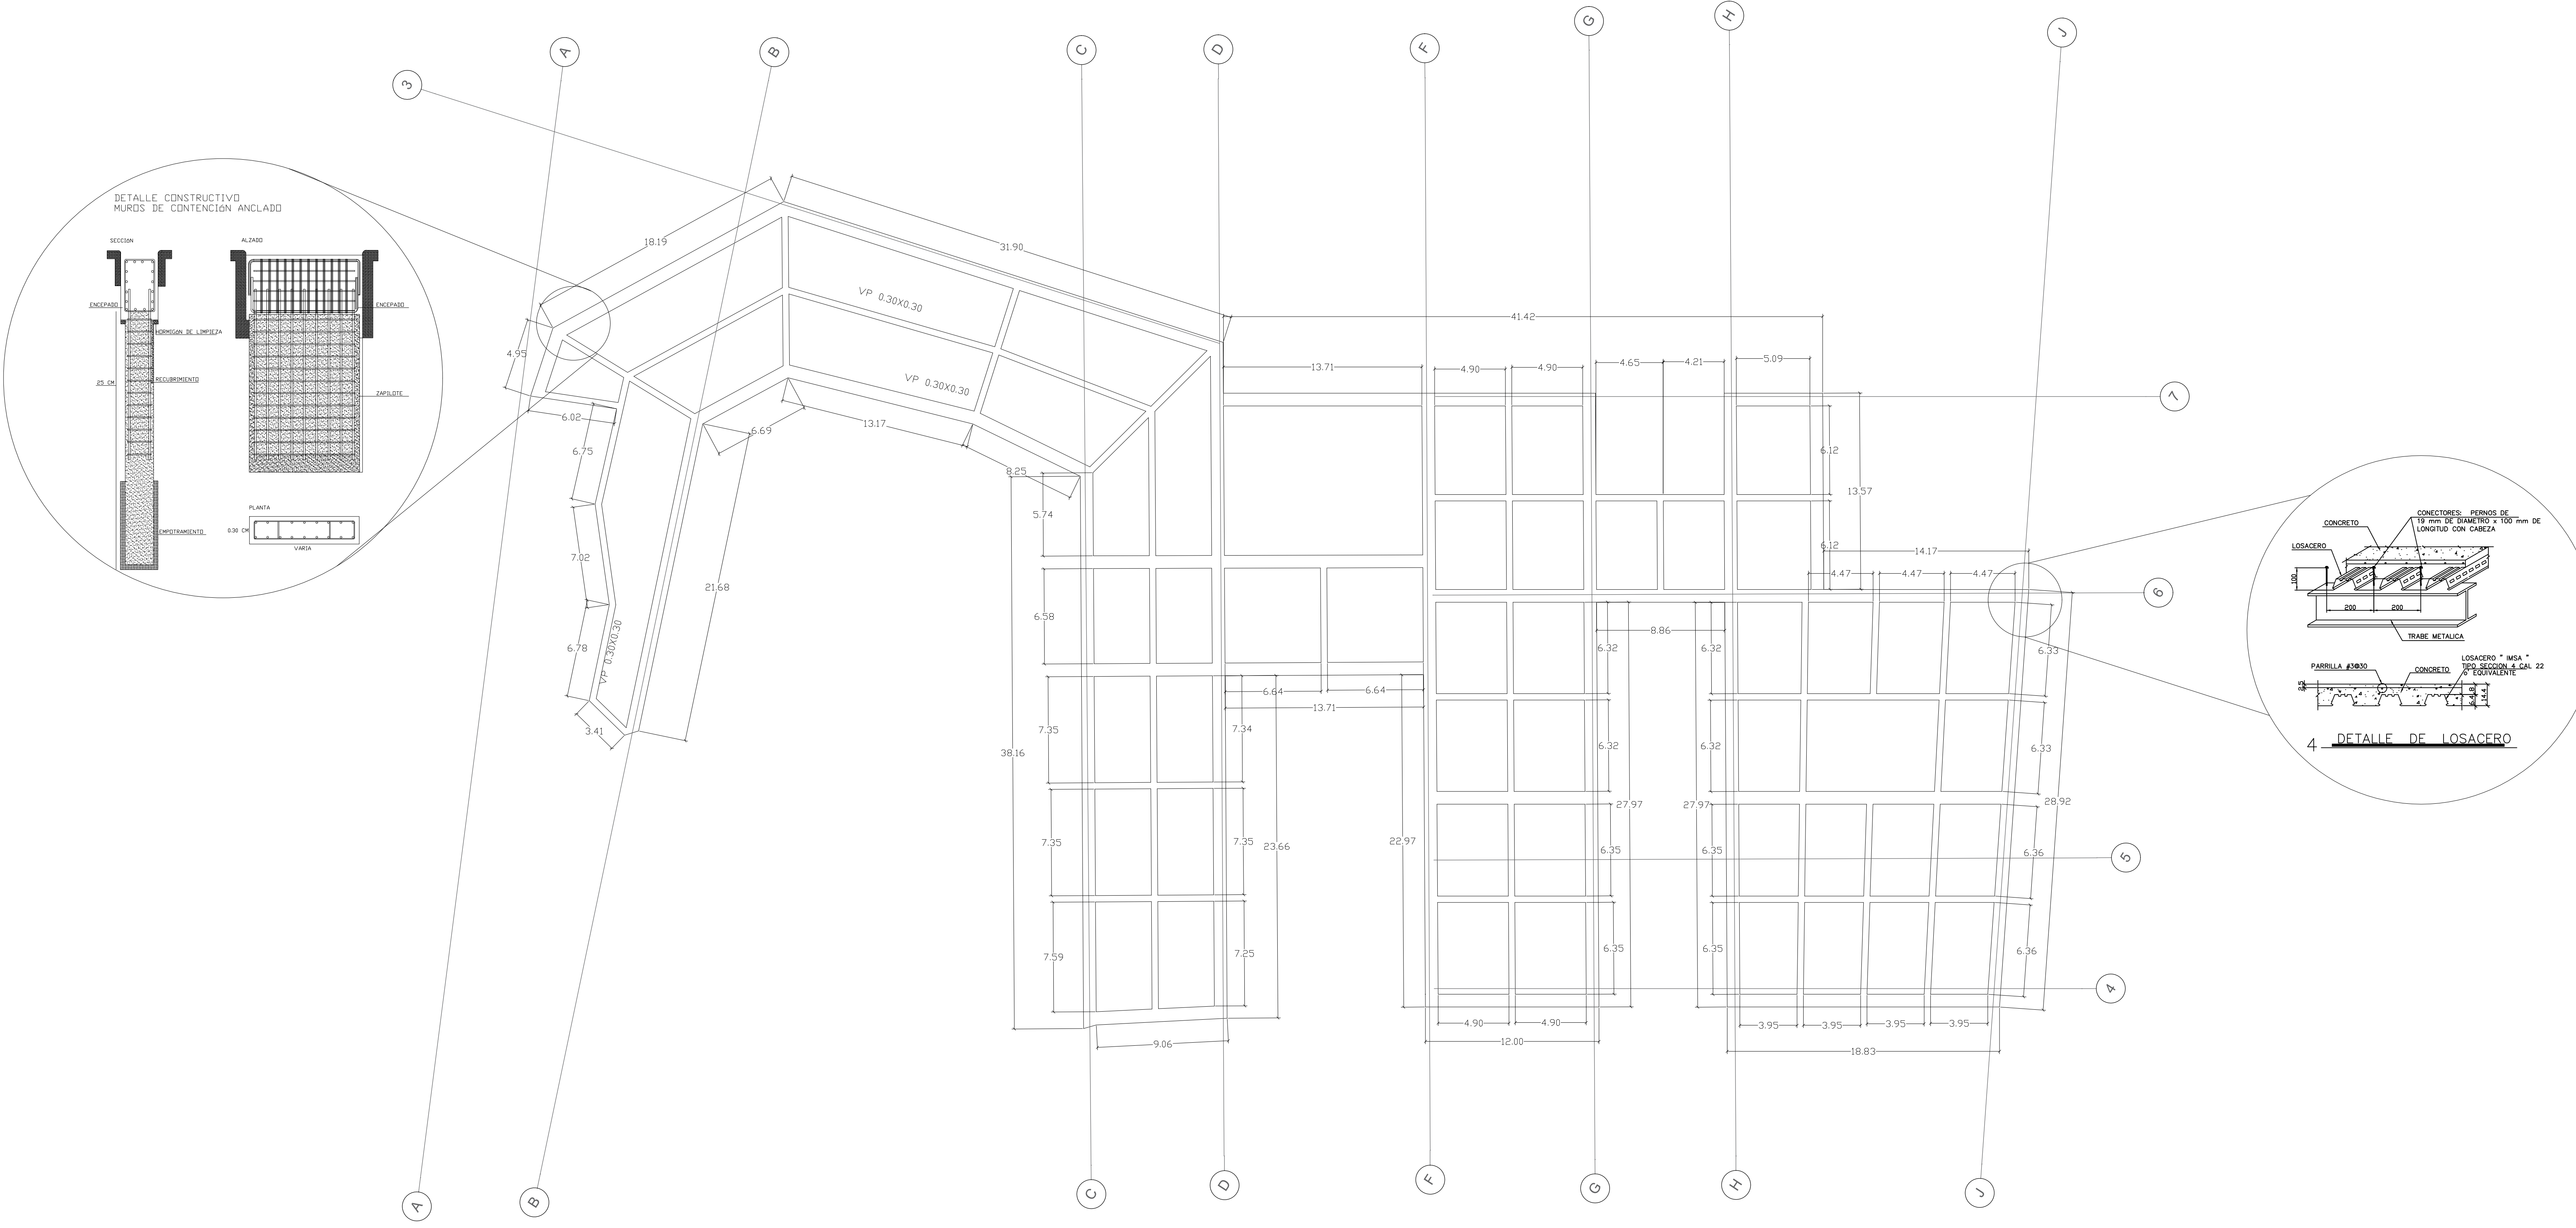 A
B
C
D
F
G
H
J
3
DETALLE CONSTRUCTIVO
MUROS DE CONTENCIÓN ANCLADO
SECCIÓN
ALZADO
ENCEPADO
ENCEPADO
HORMIGÓN DE LIMPIEZA
25 CM.
RECUBRIMIENTO
ZAPILOTE
PLANTA
0.30 CM
VARIA
EMPOTRAMIENTO
18.19
31.90
4.95
6.02
6.75
7.02
6.78
3.41
21.68
6.69
13.17
8.25
VP 0.30X0.30
VP 0.30X0.30
VP 0.30X0.30
41.42
13.71
4.90
4.90
4.65
4.21
5.09
7
6.12
13.57
6.12
14.17
4.47
4.47
4.47
6
5.74
6.58
7.35
7.35
7.59
38.16
7.34
7.35
7.25
23.66
9.06
6.64
6.64
13.71
8.86
6.32
6.32
6.32
6.32
6.35
6.35
6.35
6.35
22.97
27.97
27.97
6.33
6.33
6.36
6.36
28.92
5
4
4.90
4.90
12.00
3.95
3.95
3.95
3.95
18.83
CONECTORES: PERNOS DE
19 mm DE DIAMETRO x 100 mm DE
LONGITUD CON CABEZA
CONCRETO
LOSACERO
100
200
200
TRABE METALICA
PARRILLA #3@30
CONCRETO
LOSACERO " IMSA "
TIPO SECCION 4 CAL 22
o' EQUIVALENTE
2.5
6.4
8
14.4
4 DETALLE DE LOSACERO
A
B
C
D
F
G
H
J